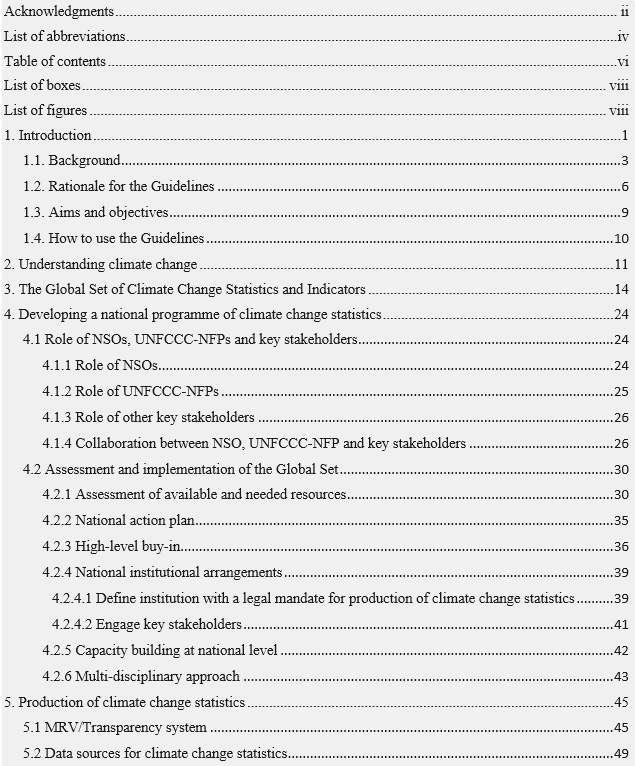 Acknowledgments ii
List of abbreviations iv
Table of contents vi
List of boxes viii
List of figures viii
1. Introduction 1
1.1. Background 3
1.2. Rationale for the Guidelines 6
1.3. Aims and objectives 9
1.4. How to use the Guidelines 10
2. Understanding climate change 11
3. The Global Set of Climate Change Statistics and Indicators 14
4. Developing a national programme of climate change statistics 24
4.1 Role of NSOs, UNFCCC-NFPs and key stakeholders 24
4.1.1 Role of NSOs 24
4.1.2 Role of UNFCCC-NFPs 25
4.1.3 Role of other key stakeholders 26
4.1.4 Collaboration between NSO, UNFCCC-NFP and key stakeholders 26
4.2 Assessment and implementation of the Global Set 30
4.2.1 Assessment of available and needed resources 30
4.2.2 National action plan 35
4.2.3 High-level buy-in 36
4.2.4 National institutional arrangements 39
4.2.4.1 Define institution with a legal mandate for production of climate change statistics 39
4.2.4.2 Engage key stakeholders 41
4.2.5 Capacity building at national level 42
4.2.6 Multi-disciplinary approach 43
5. Production of climate change statistics 45
5.1 MRV/Transparency system 45
5.2 Data sources for climate change statistics 49